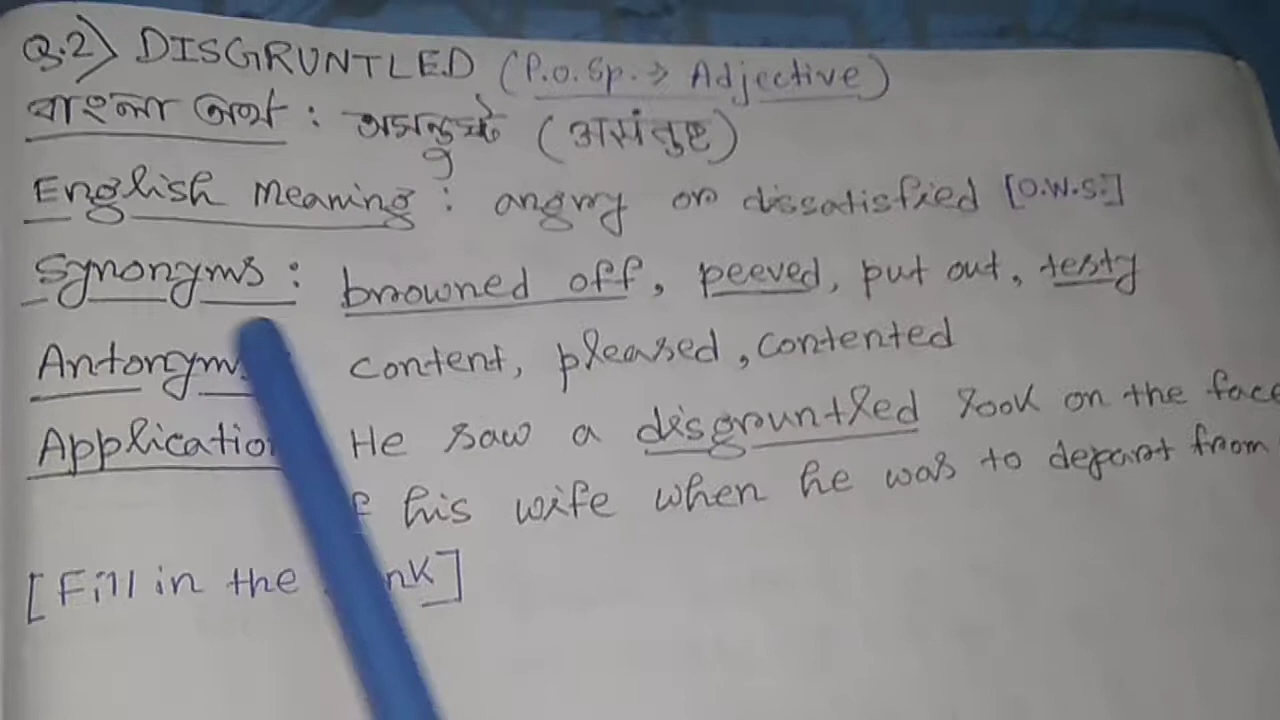 Q.2) DISGRUNTLED (P.O.Sp. → Adjective)
বাংলা অর্থ : অসন্তুষ্ট (असंतुष्ट)
English Meaning : angry or dissatisfied [O.W.S.]
Synonyms : browned off, peeved, put out, testy
Antonyms : content, pleased, contented
Application He saw a disgruntled look on the face
his wife when he was to depart from
[Fill in the